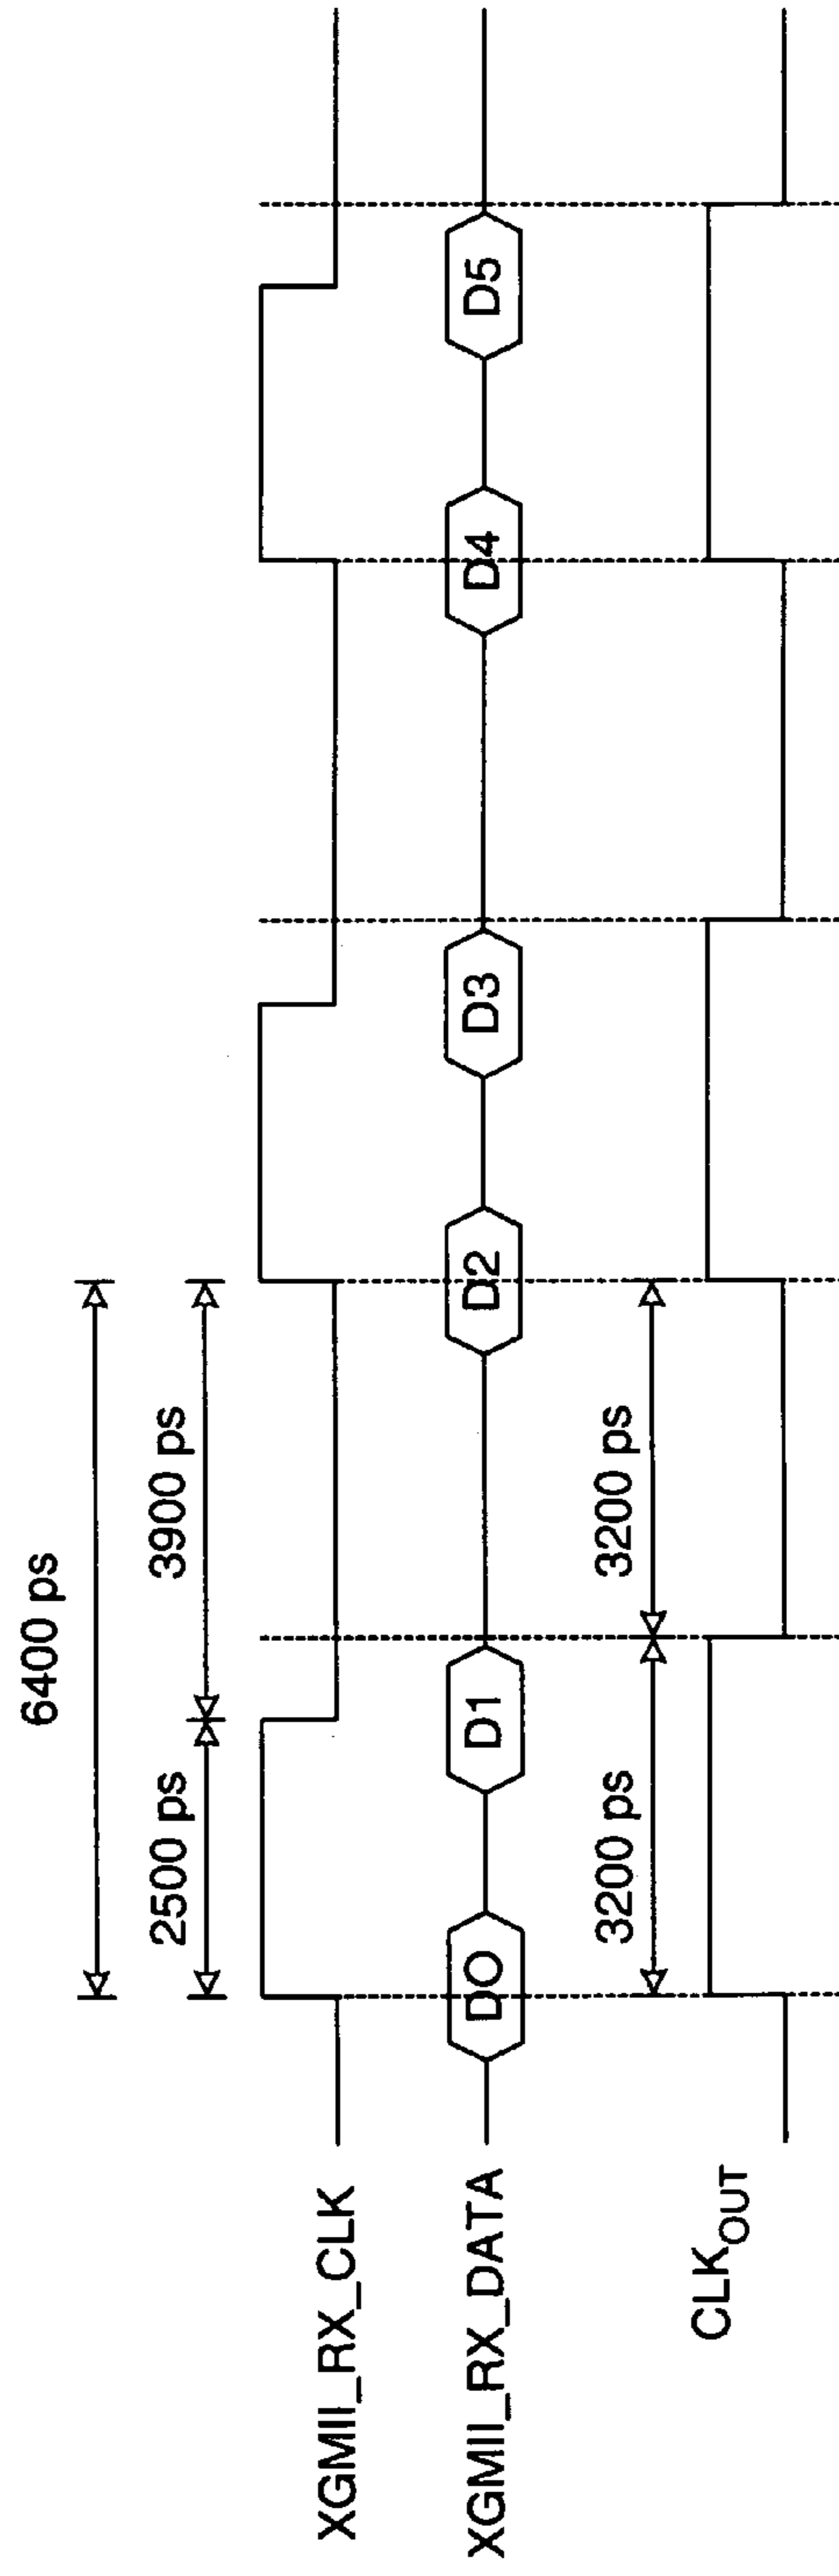 6400 ps
2500 ps 3900 ps
XGMII_RX_CLK
XGMII_RX_DATA DO D1 D2 D3 D4 D5
3200 ps 3200 ps
CLKOUT